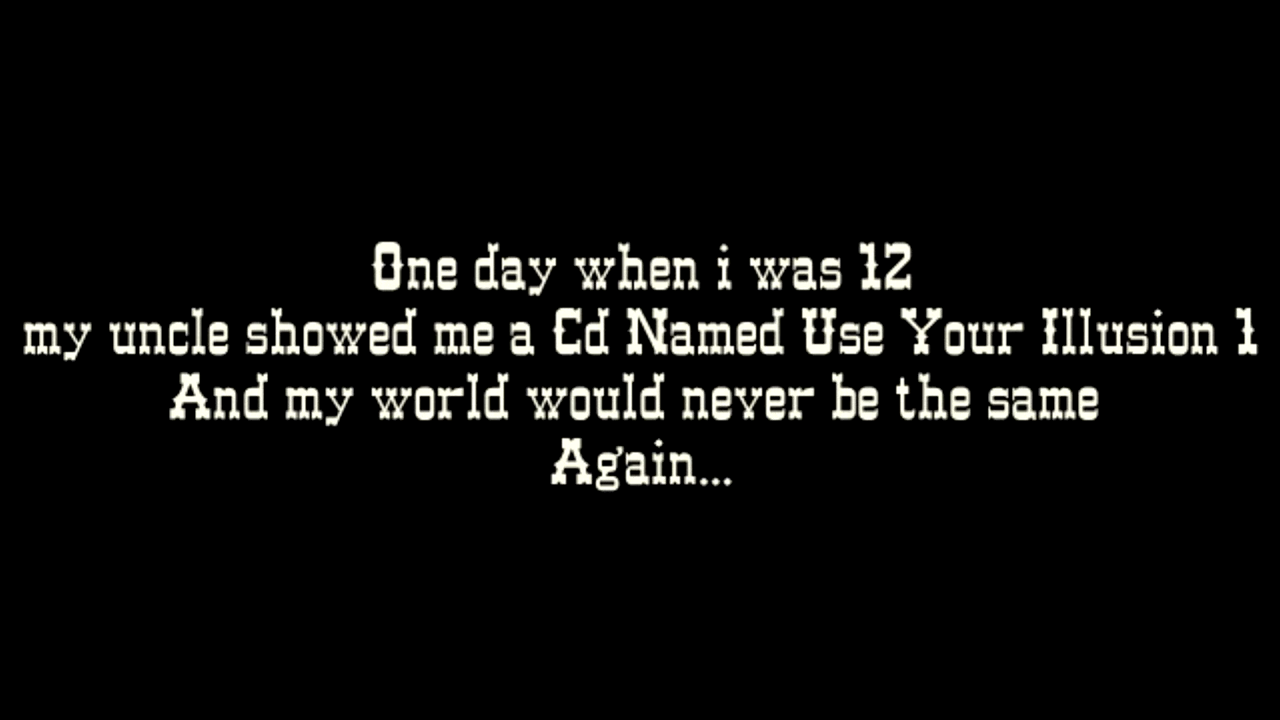 One day when i was 12
my uncle showed me a Cd Named Use Your Illusion 1
And my world would never be the same
Again...